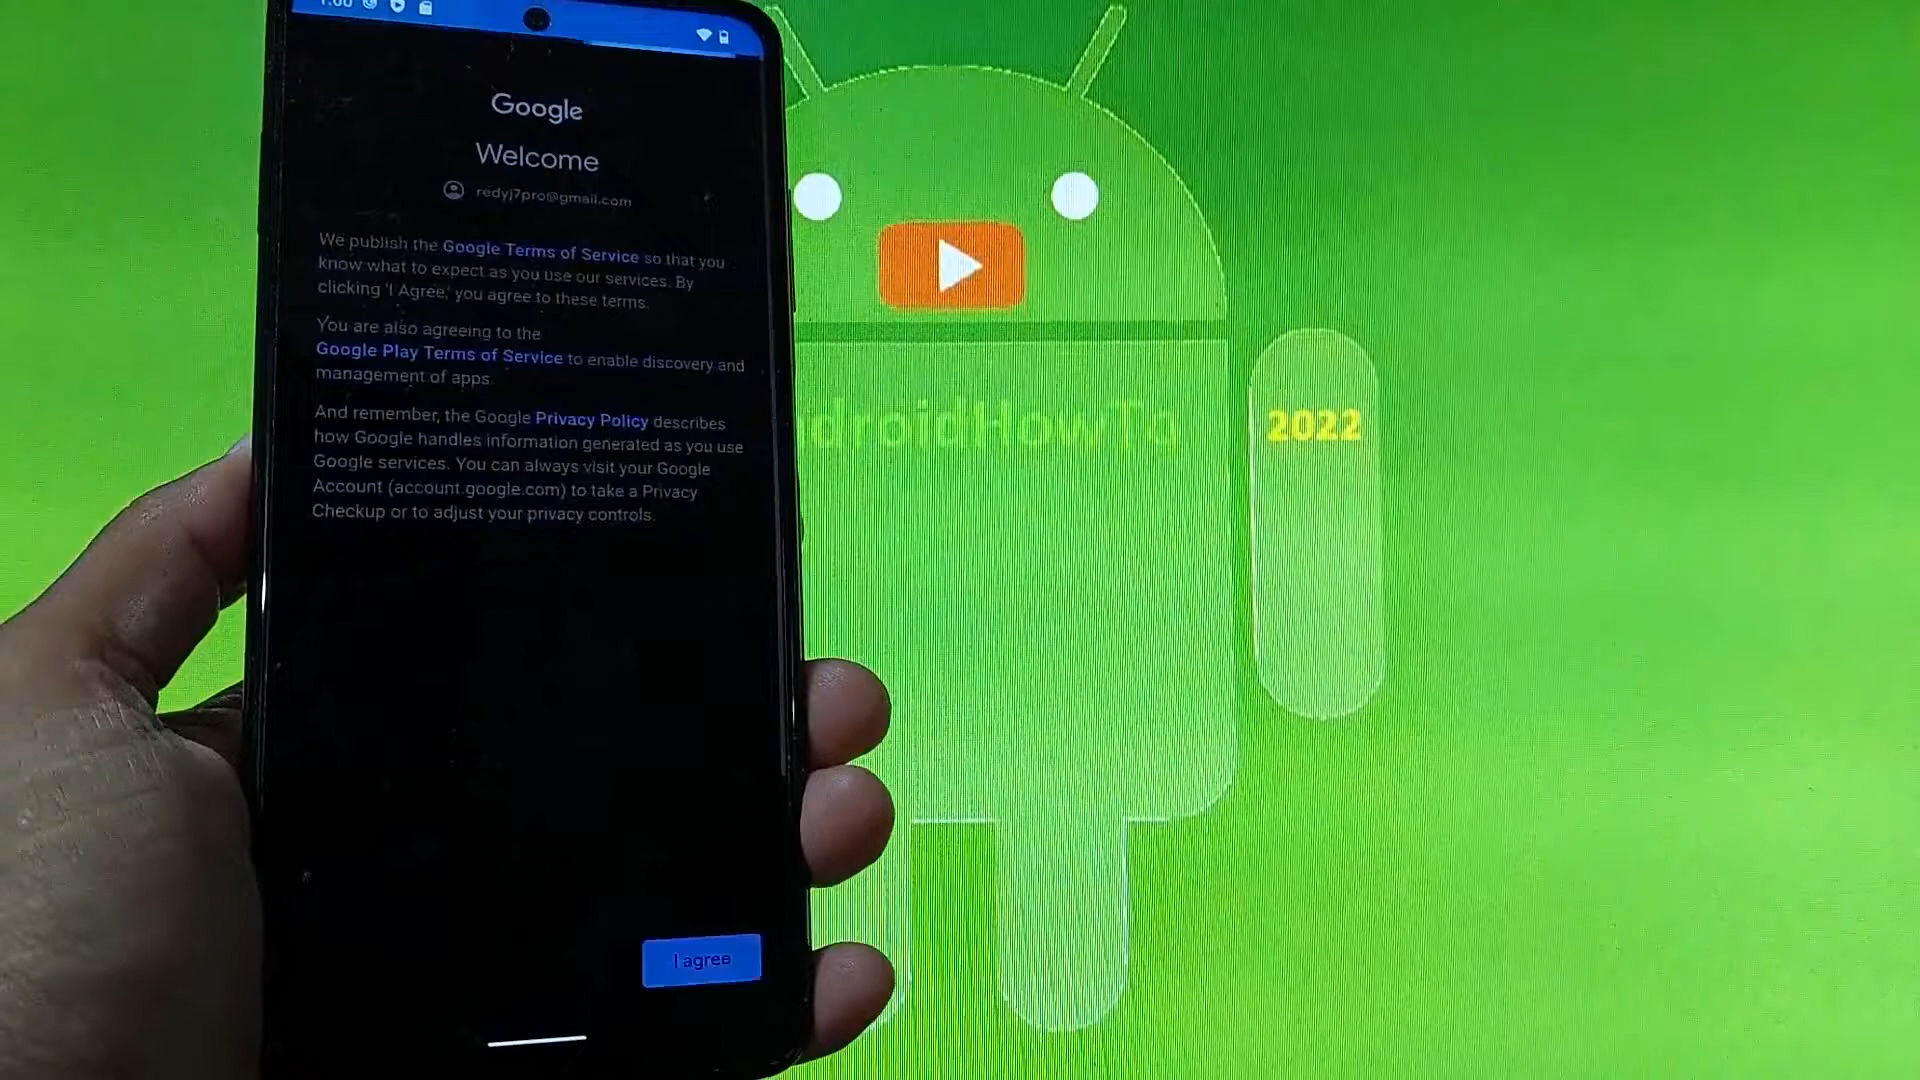 Google
Welcome
redyj7pro@gmail.com
We publish the Google Terms of Service so that you
know what to expect as you use our services. By
clicking 'I Agree,' you agree to these terms.
You are also agreeing to the
Google Play Terms of Service to enable discovery and
management of apps.
And remember, the Google Privacy Policy describes
how Google handles information generated as you use
Google services. You can always visit your Google
Account (account.google.com) to take a Privacy
Checkup or to adjust your privacy controls.
I agree
droidHowTo
2022